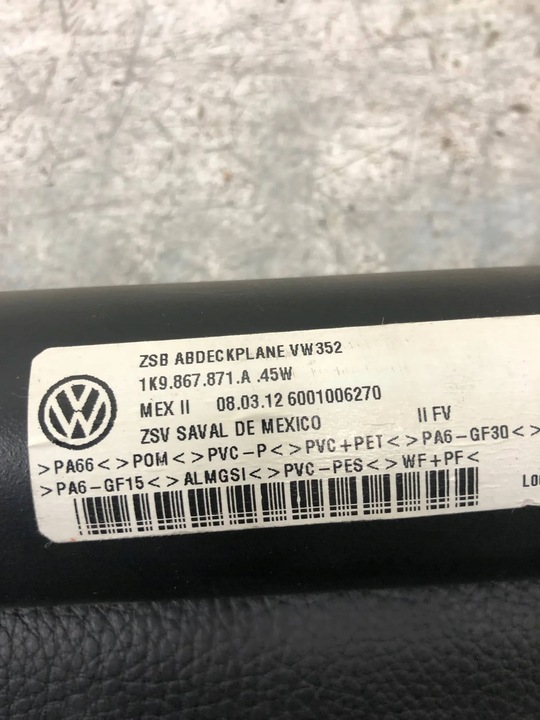 ZSB ABDECKPLANE VW352
1K9.867.871.A .45W
MEX II 08.03.12 6001006270
ZSV SAVAL DE MEXICO II FV
>PA66<>POM<>PVC-P<>PVC+PET<>PA6-GF30<>
>PA6-GF15<>ALMGSI<>PVC-PES<>WF+PF<